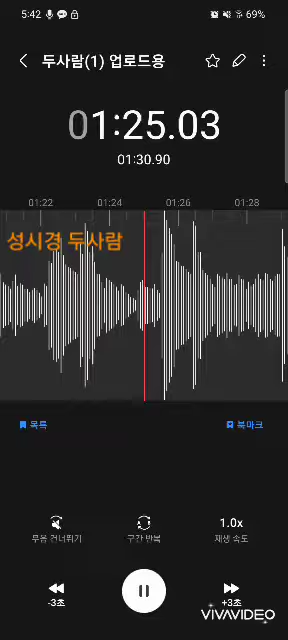 5:42 69%
두사람(1) 업로드용
01:25.03
01:30.90
01:22 01:24 01:26 01:28
성시경 두사람
목록 북마크
1.0x
무음 건너뛰기 구간 반복 재생 속도
-3초 +3초
VIVAVIDEO